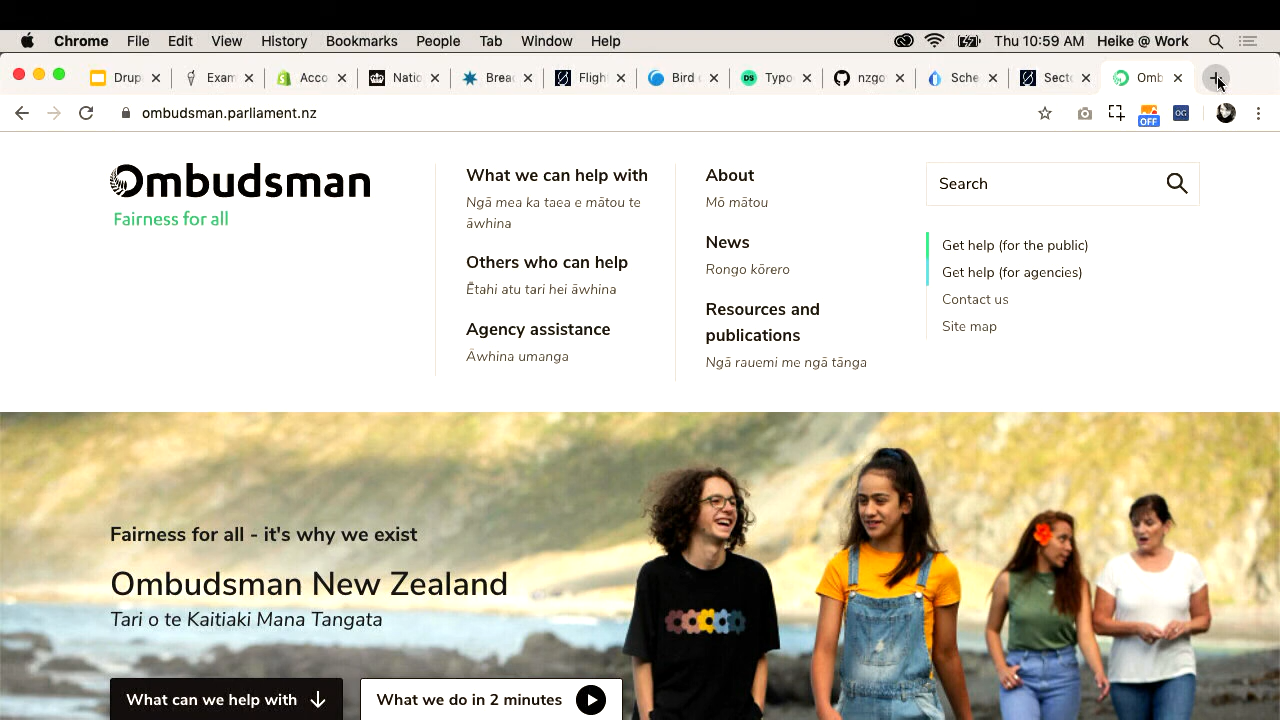 Chrome File Edit View History Bookmarks People Tab Window Help Thu 10:59 AM Heike @ Work
Drup Exam Acco Natio Breac Fligh Bird c DS Typo nzgo Sche Secto Omb
ombudsman.parliament.nz OFF OG
Ombudsman
Fairness for all
What we can help with
Ngā mea ka taea e mātou te
āwhina
Others who can help
Ētahi atu tari hei āwhina
Agency assistance
Āwhina umanga
About
Mō mātou
News
Rongo kōrero
Resources and
publications
Ngā rauemi me ngā tānga
Search
Get help (for the public)
Get help (for agencies)
Contact us
Site map
Fairness for all - it's why we exist
Ombudsman New Zealand
Tari o te Kaitiaki Mana Tangata
What can we help with
What we do in 2 minutes